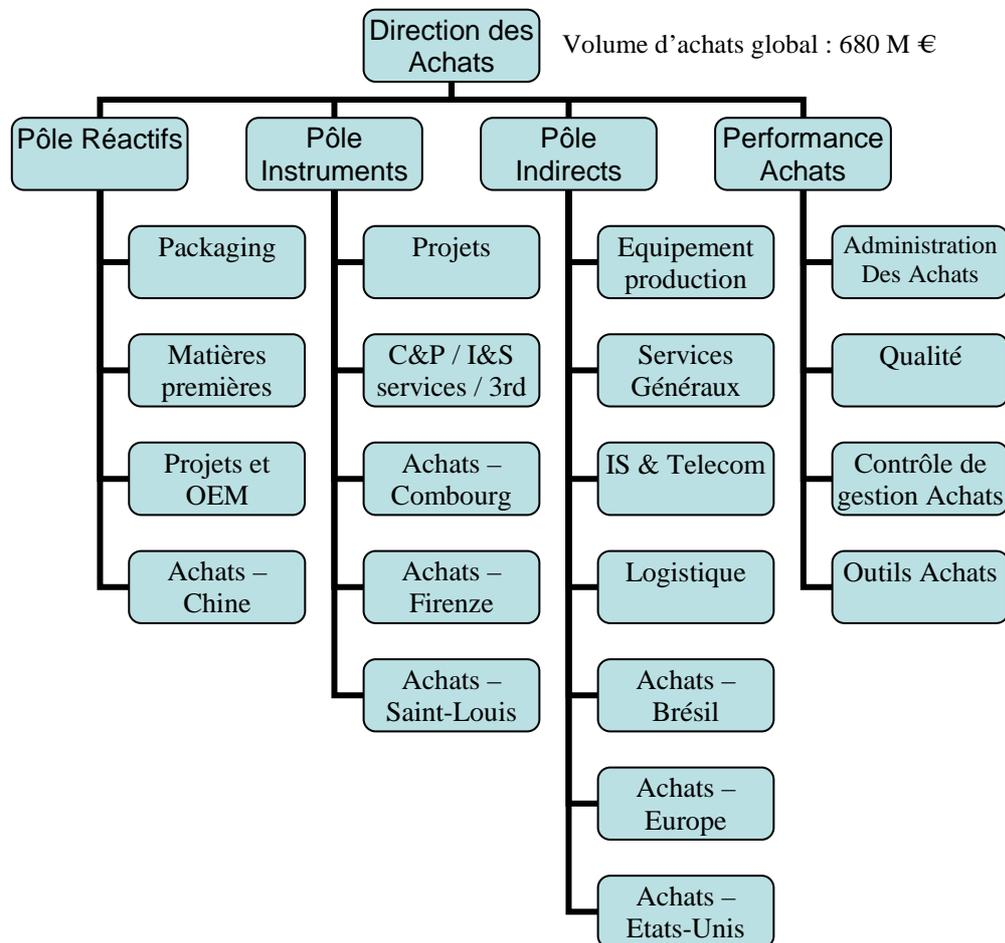 Direction des
Achats
Volume d’achats global : 680 M €
Pôle Réactifs
Pôle
Instruments
Pôle
Indirects
Performance
Achats
Packaging
Matières
premières
Projets et
OEM
Achats –
Chine
Projets
C&P / I&S
services / 3rd
Achats –
Combourg
Achats –
Firenze
Achats –
Saint-Louis
Equipement
production
Services
Généraux
IS & Telecom
Logistique
Achats –
Brésil
Achats –
Europe
Achats –
Etats-Unis
Administration
Des Achats
Qualité
Contrôle de
gestion Achats
Outils Achats